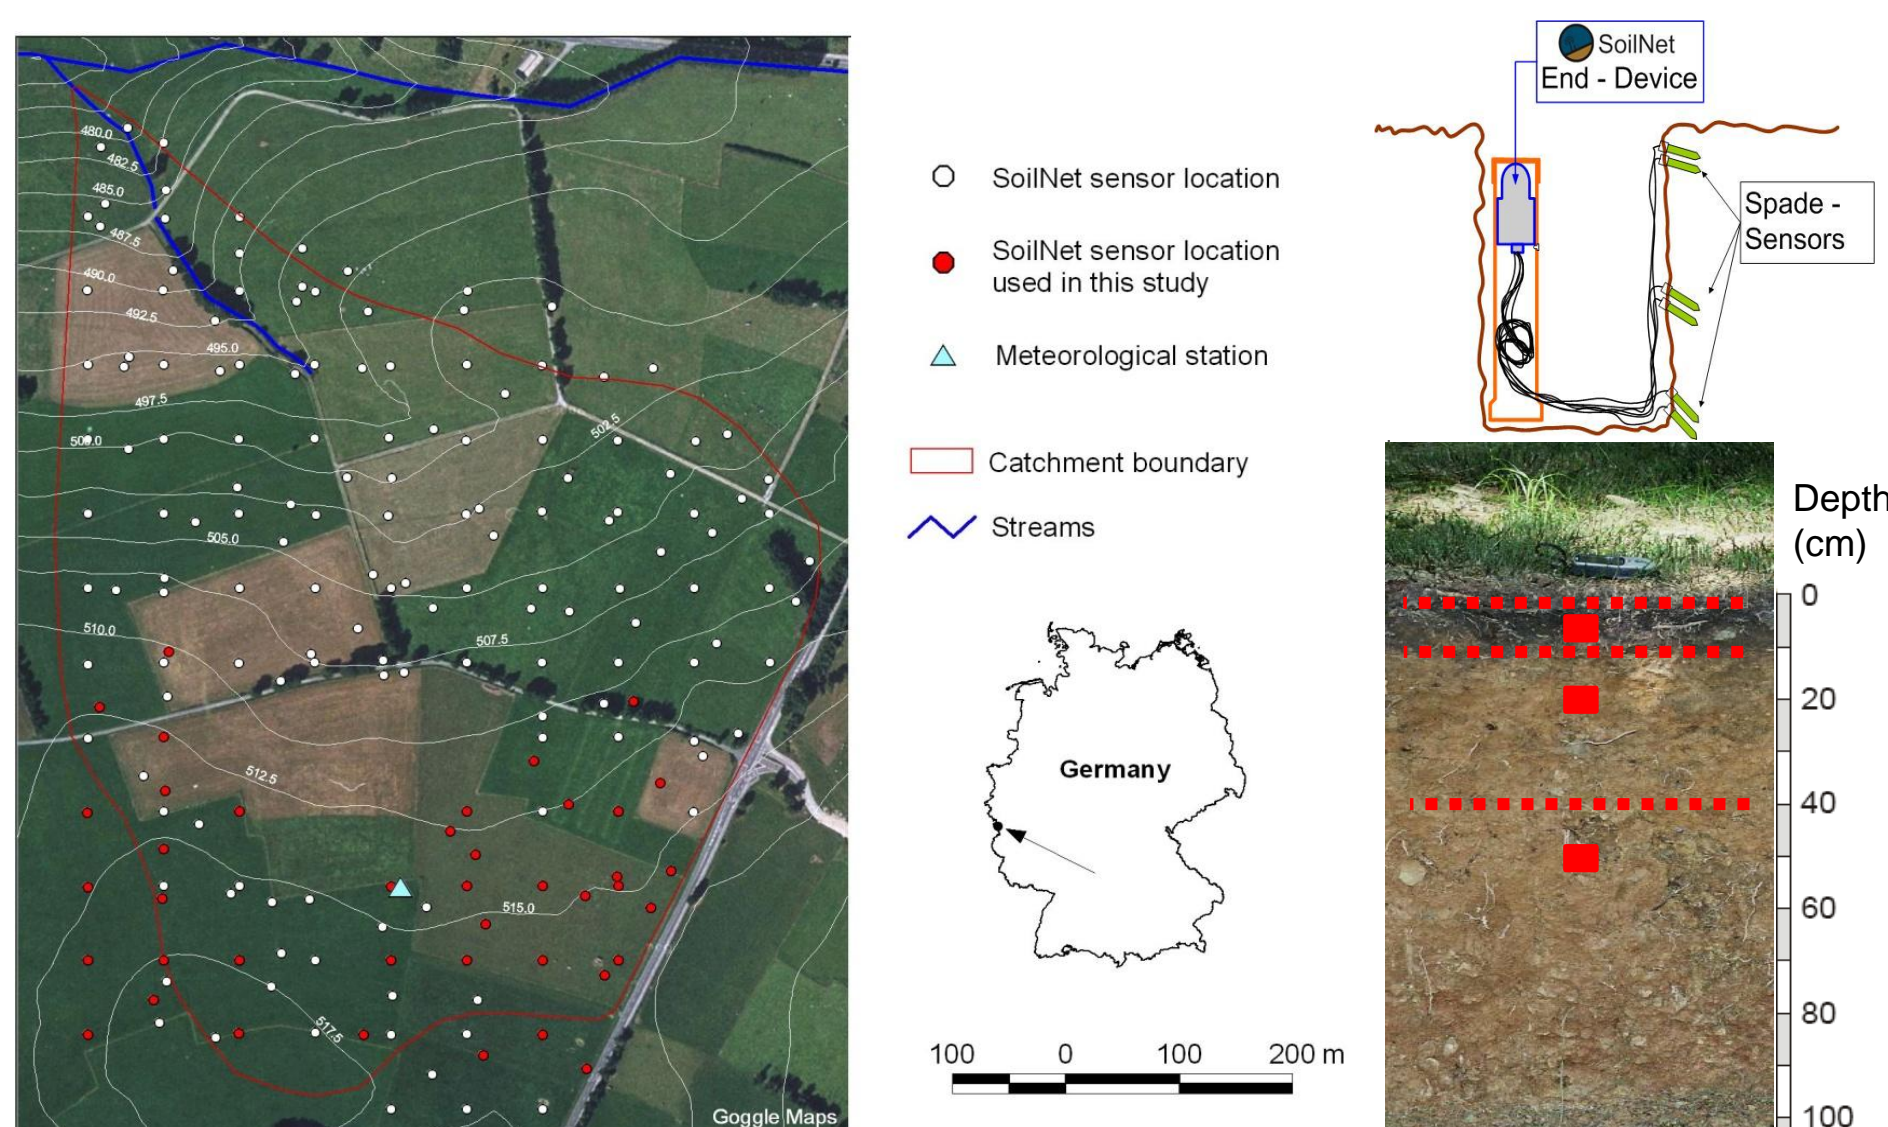 480.0
482.5
485.0
487.5
490.0
492.5
495.0
497.5
500.0
502.5
505.0
507.5
510.0
512.5
515.0
517.5
Goggle Maps
SoilNet sensor location
SoilNet sensor location
used in this study
Meteorological station
Catchment boundary
Streams
Germany
100 0 100 200 m
SoilNet
End - Device
Spade -
Sensors
Depth
(cm)
0
20
40
60
80
100